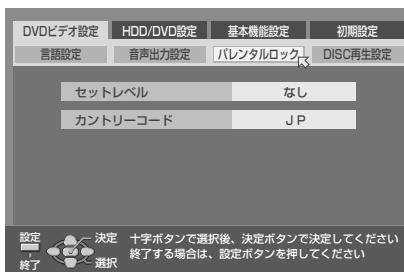 DVDビデオ設定 HDD/DVD設定 基本機能設定 初期設定
言語設定 音声出力設定 パレンタルロック DISC再生設定
セットレベル なし
カントリーコード JP
設定 決定 十字ボタンで選択後、決定ボタンで決定してください
終了 選択 終了する場合は、設定ボタンを押してください